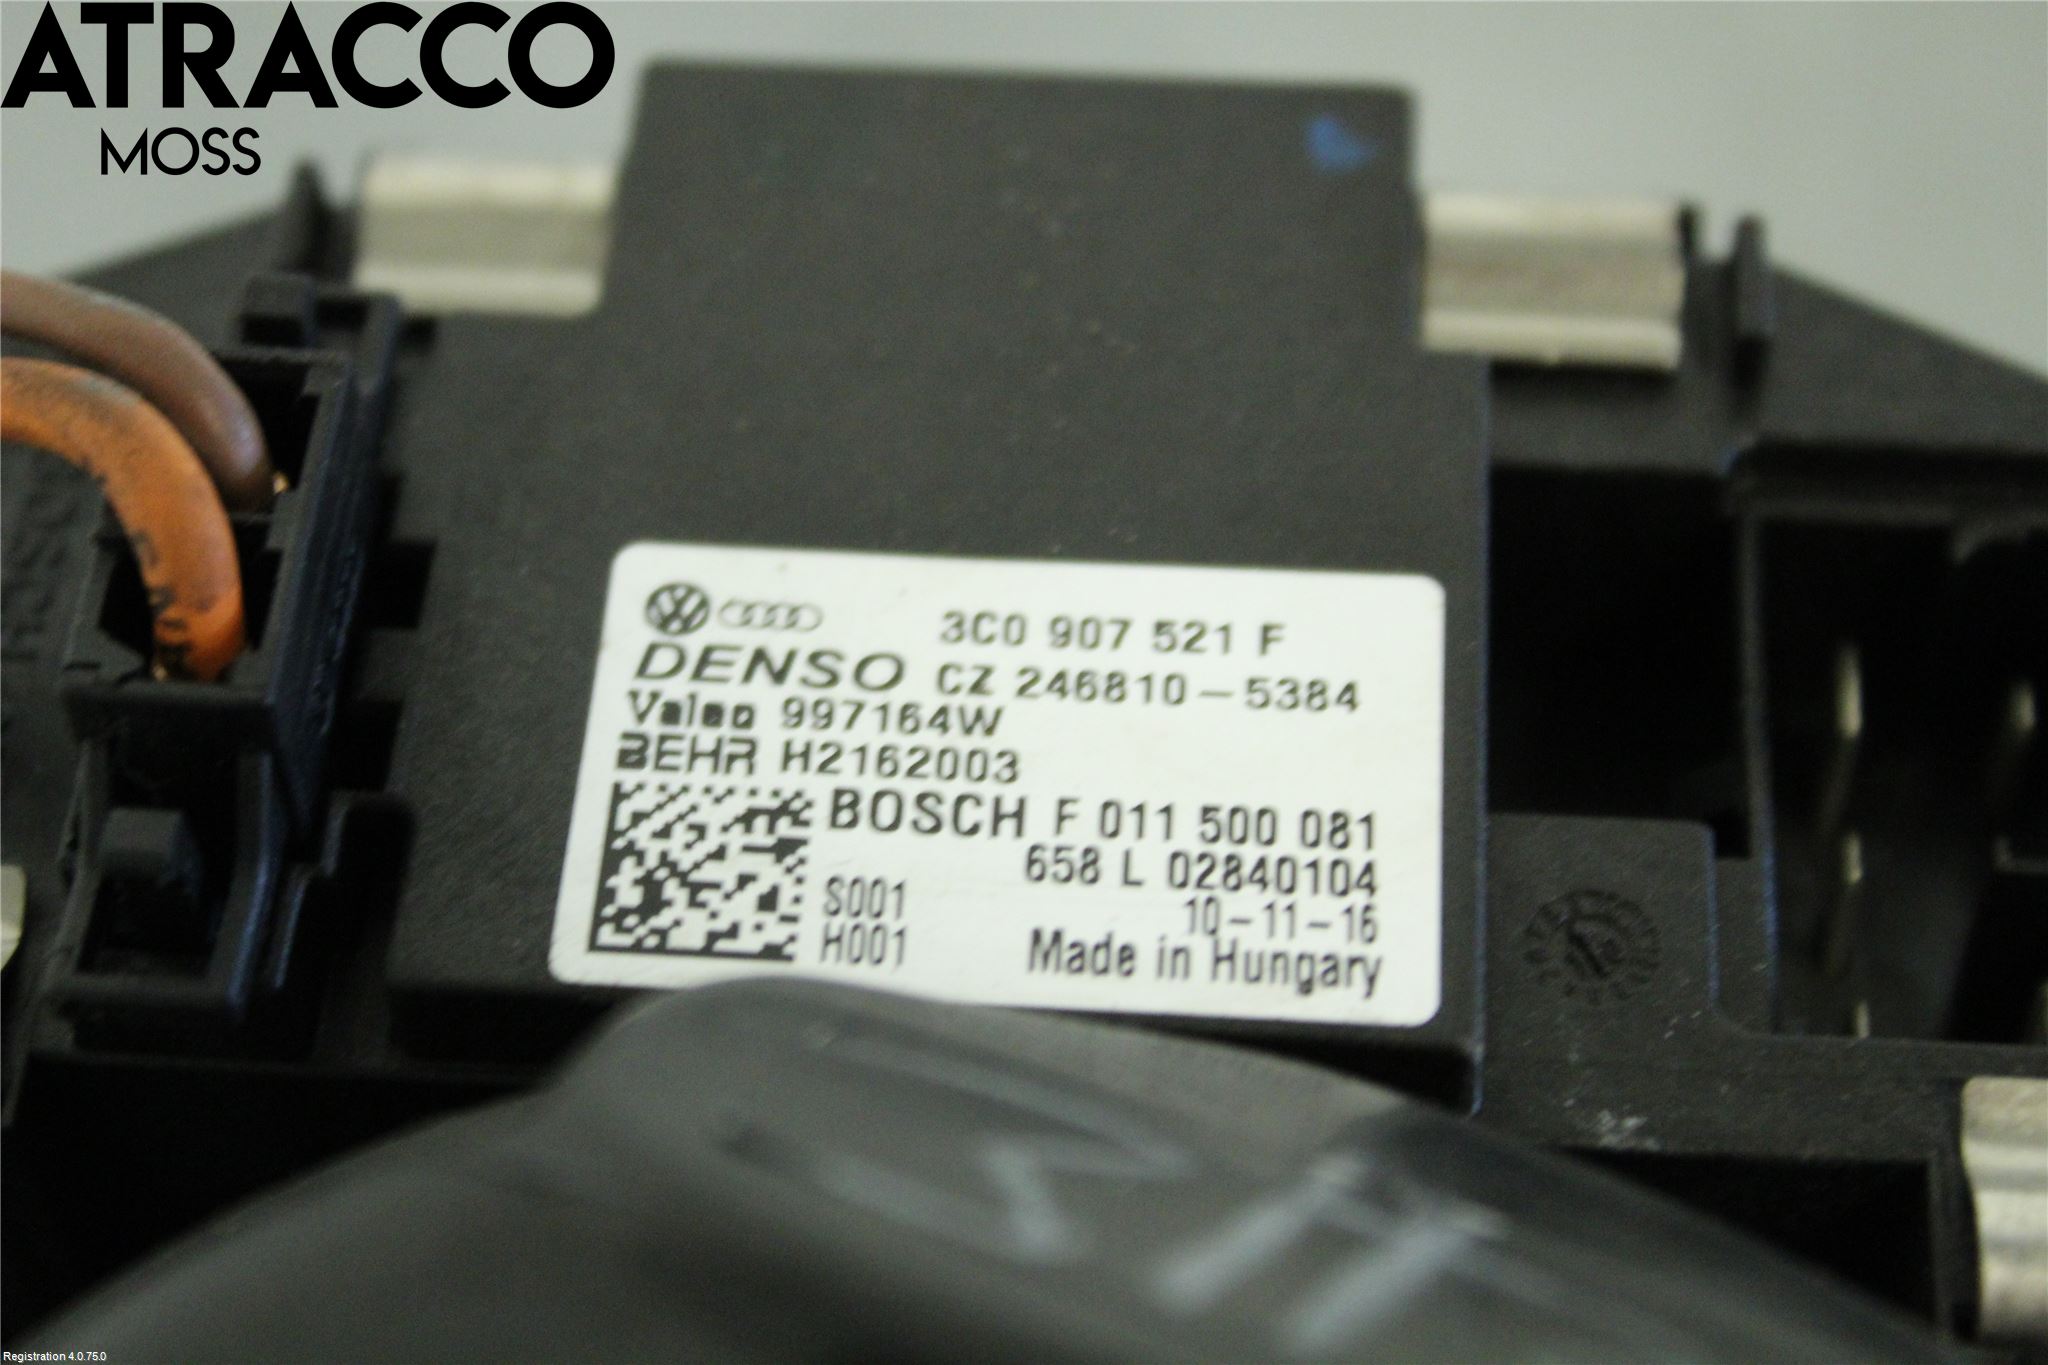 ATRACCO
MOSS
3C0 907 521 F
DENSO CZ 246810-5384
Valeo 997164W
BEHR H2162003
BOSCH F 011 500 081
658 L 02840104
S001
10-11-16
H001
Made in Hungary
Registration 4.0.75.0